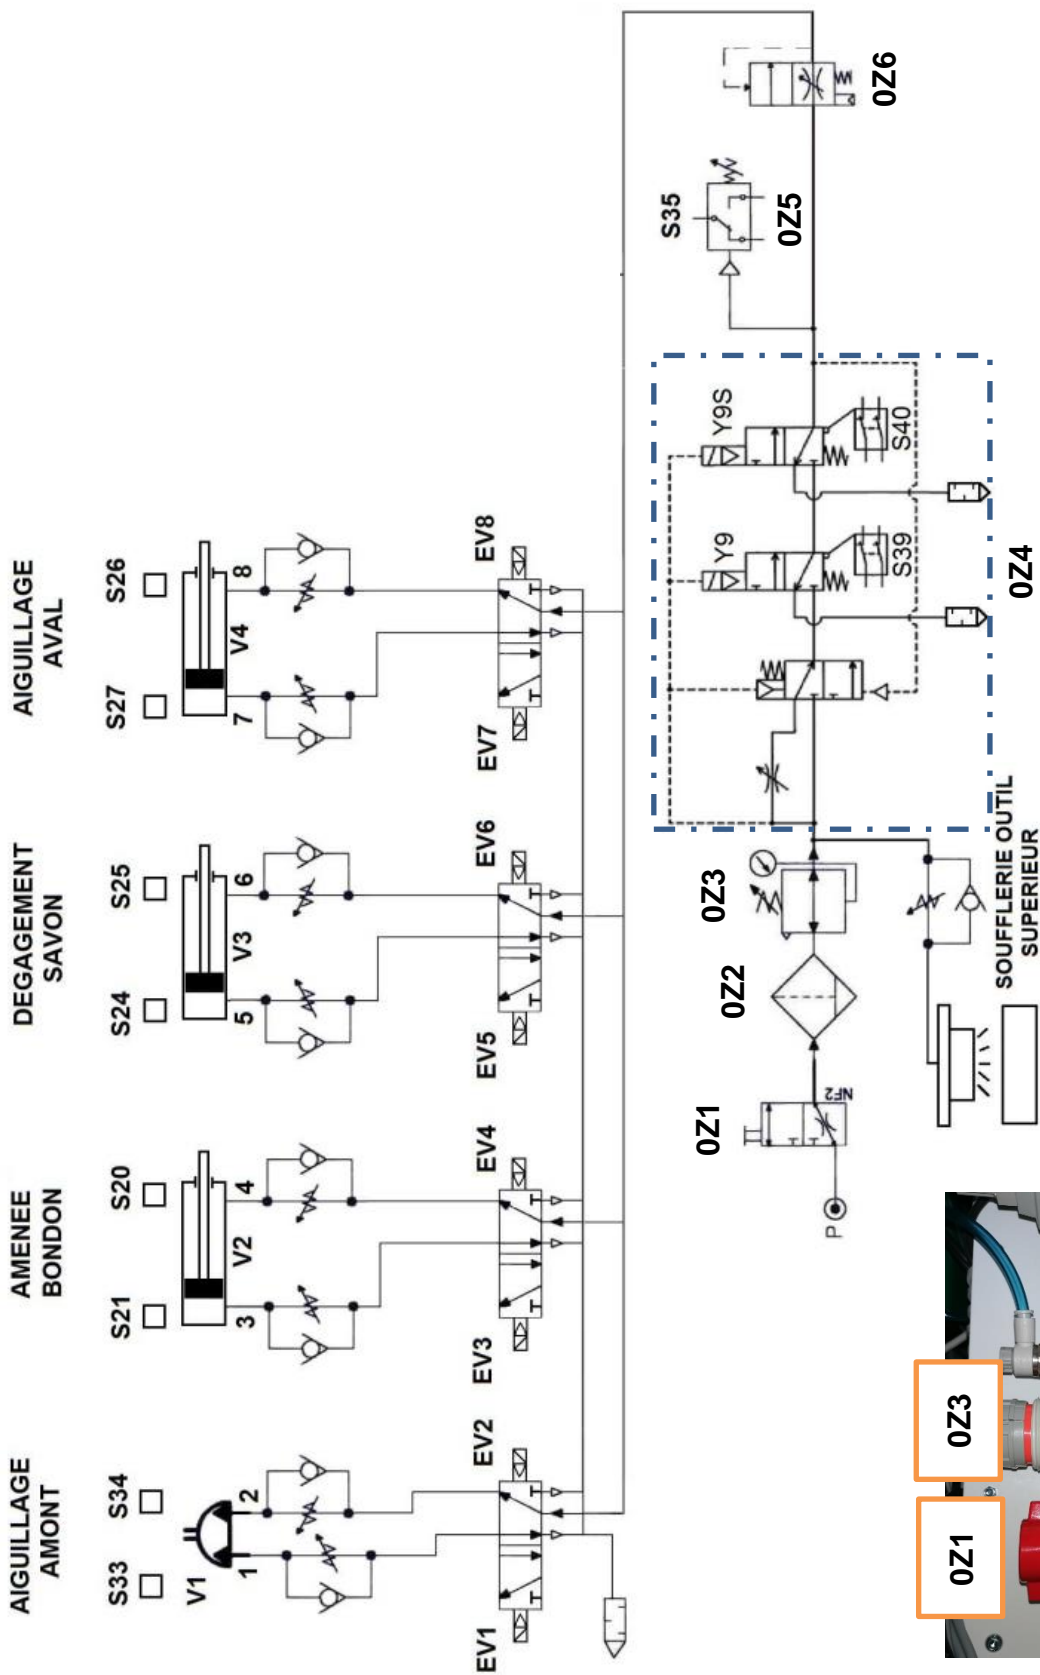 AIGUILLAGE
AMONT
AMENEE
BONDON
DEGAGEMENT
SAVON
AIGUILLAGE
AVAL
S33
S34
S21
S20
S24
S25
S27
S26
V1
1
2
3
V2
4
5
V3
6
7
V4
8
EV1
EV2
EV3
EV4
EV5
EV6
EV7
EV8
P
0Z1
NF2
0Z2
0Z3
SOUFFLERIE OUTIL
SUPERIEUR
Y9
S39
Y9S
S40
0Z4
S35
0Z5
0Z6
0Z1
0Z3